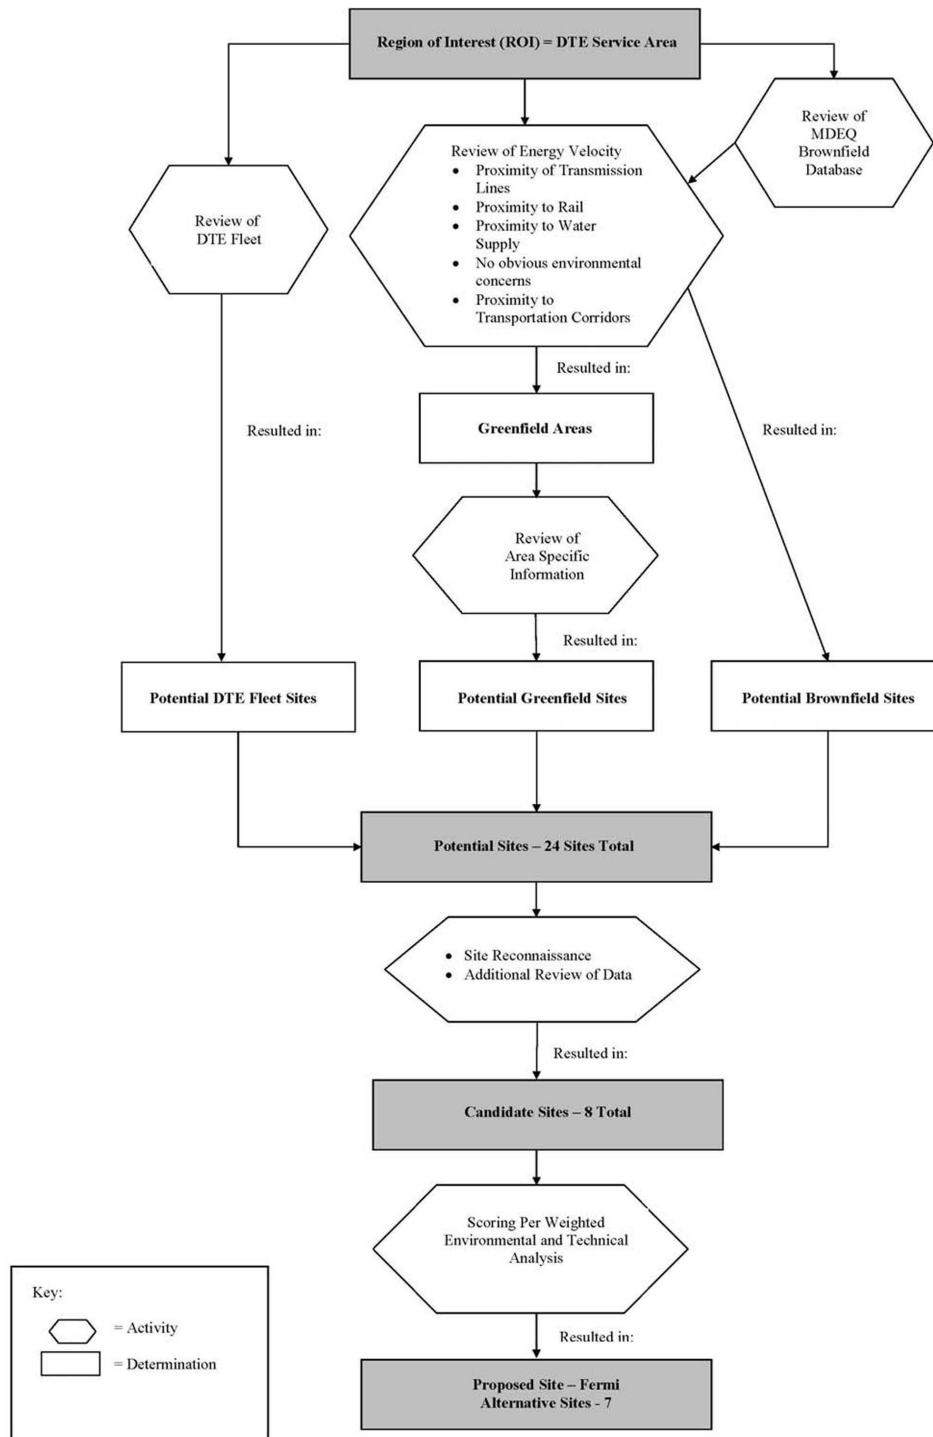 Region of Interest (ROI) = DTE Service Area
Review of
MDEQ
Brownfield
Database
Review of Energy Velocity
• Proximity of Transmission
Lines
• Proximity to Rail
• Proximity to Water
Supply
• No obvious environmental
concerns
• Proximity to
Transportation Corridors
Review of
DTE Fleet
Resulted in:
Greenfield Areas
Resulted in:
Resulted in:
Review of
Area Specific
Information
Resulted in:
Potential DTE Fleet Sites
Potential Greenfield Sites
Potential Brownfield Sites
Potential Sites – 24 Sites Total
• Site Reconnaissance
• Additional Review of Data
Resulted in:
Candidate Sites – 8 Total
Scoring Per Weighted
Environmental and Technical
Analysis
Resulted in:
Proposed Site – Fermi
Alternative Sites - 7
Key:
= Activity
= Determination